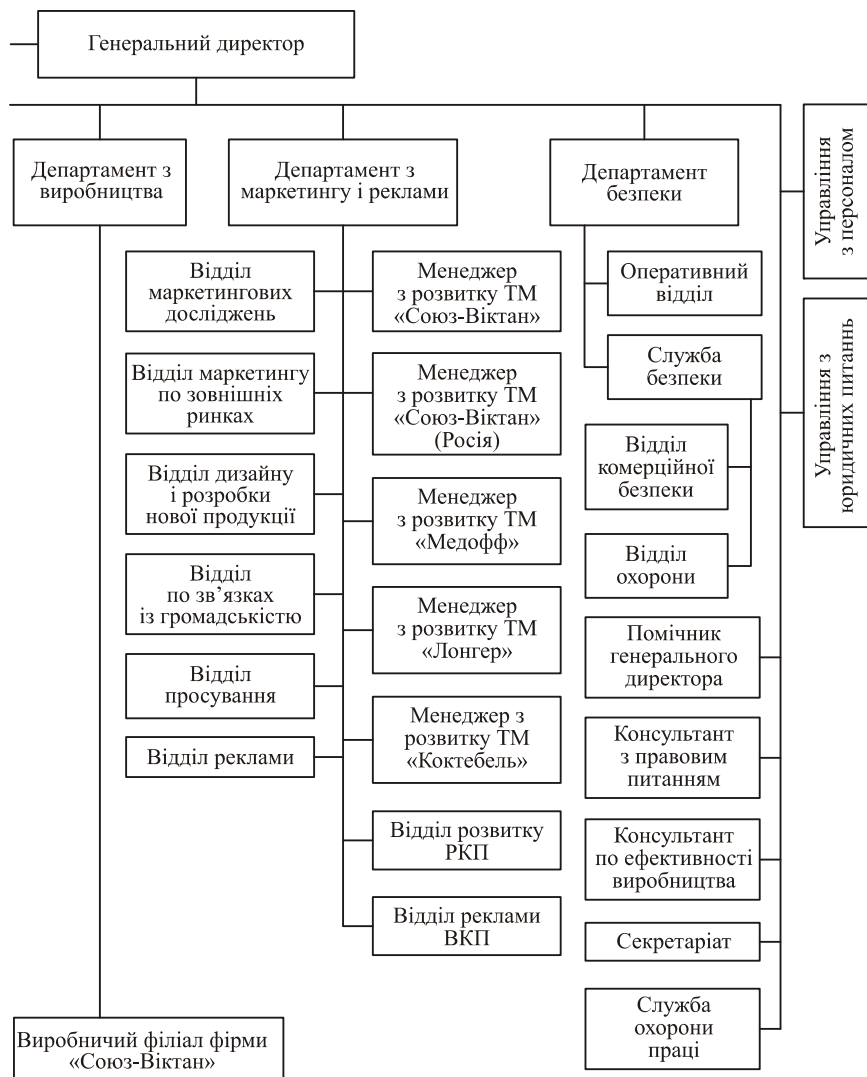 Генеральний директор
Департамент з
виробництва
Департамент з
маркетингу і реклами
Департамент
безпеки
Управління
з персоналом
Управління з
юридичних питаннь
Відділ
маркетингових
досліджень
Відділ маркетингу
по зовнішніх
ринках
Відділ дизайну
і розробки
нової продукції
Відділ
по зв’язках
із громадськістю
Відділ
просування
Відділ реклами
Менеджер
з розвитку ТМ
«Союз-Віктан»
Менеджер
з розвитку ТМ
«Союз-Віктан»
(Росія)
Менеджер
з розвитку ТМ
«Медофф»
Менеджер
з розвитку ТМ
«Лонгер»
Менеджер з
розвитку ТМ
«Коктебель»
Відділ розвитку
РКП
Відділ реклами
ВКП
Оперативний
відділ
Служба
безпеки
Відділ
комерційної
безпеки
Відділ
охорони
Помічник
генерального
директора
Консультант
з правовим
питанням
Консультант
по ефективності
виробництва
Секретаріат
Служба
охорони
праці
Виробничий філіал фірми
«Союз-Віктан»